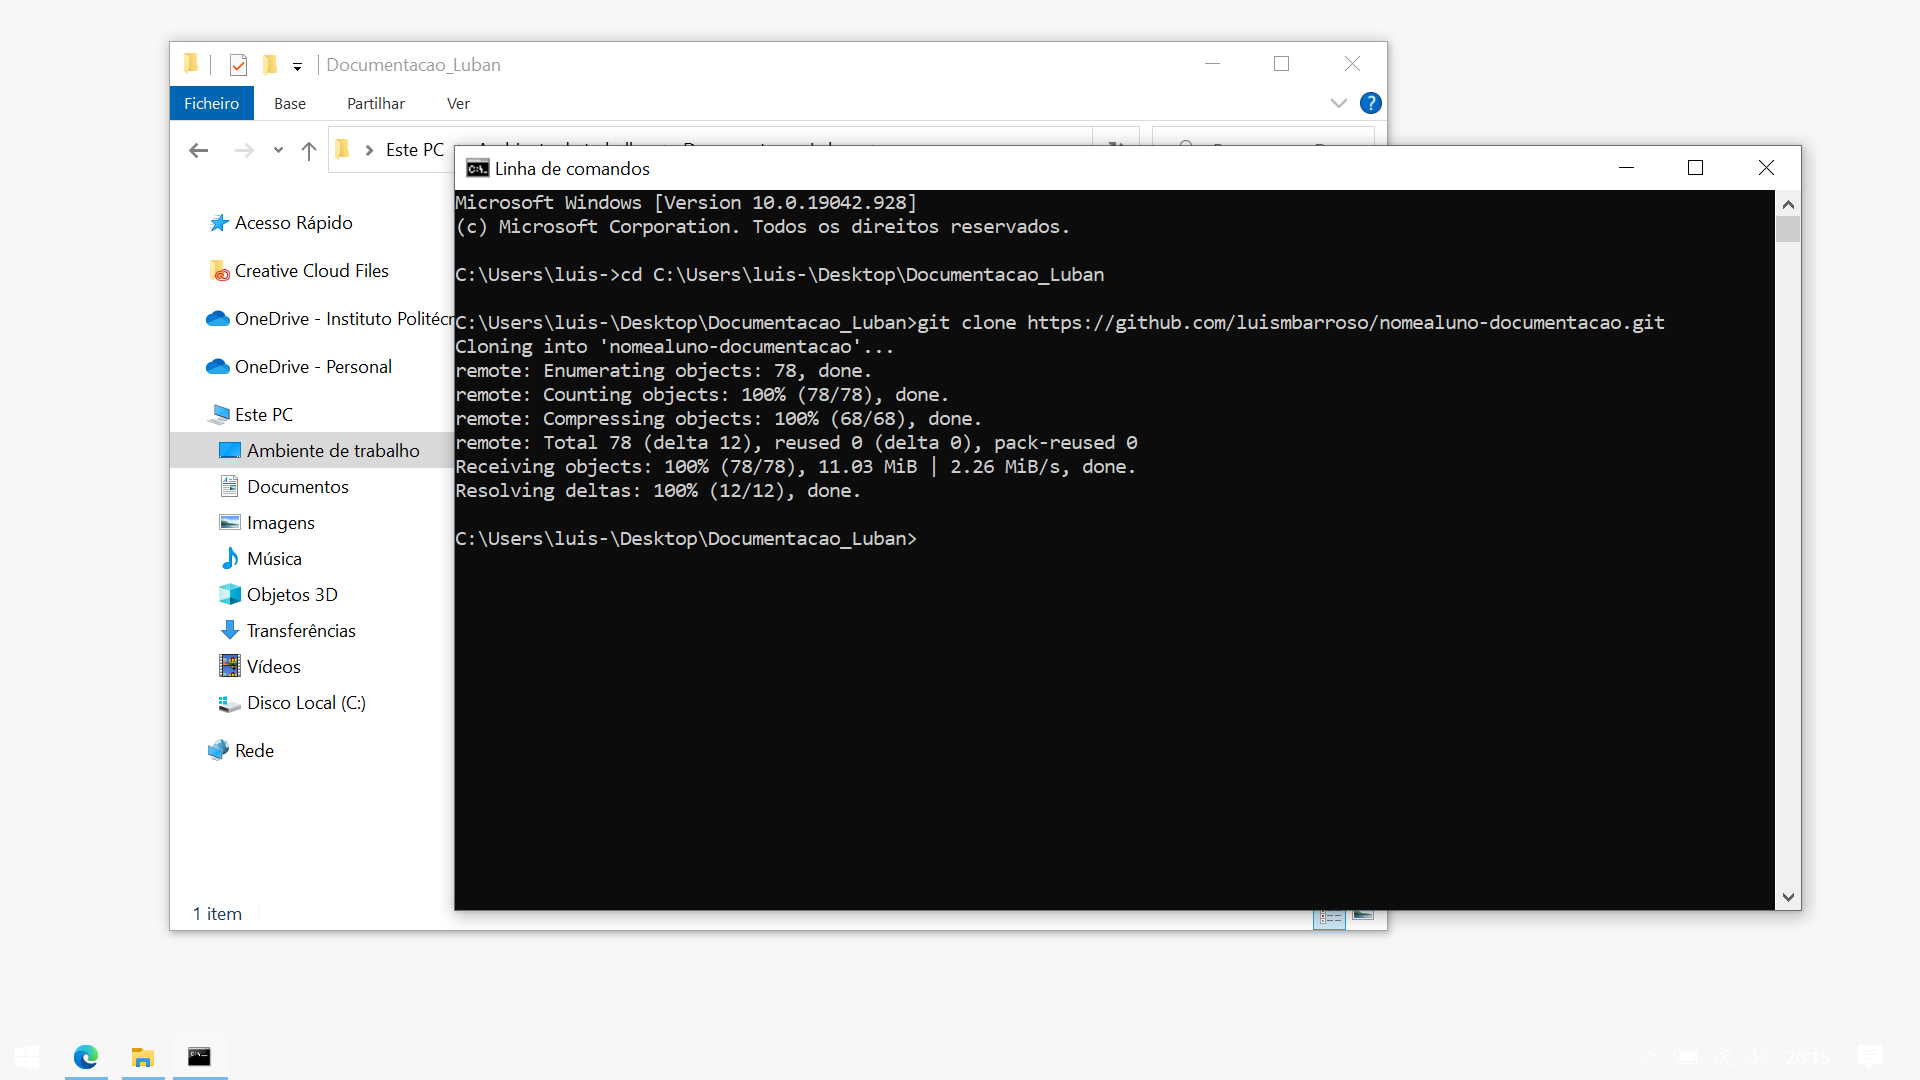 Documentacao_Luban
Ficheiro Base Partilhar Ver
?
Este PC
Linha de comandos
Acesso Rápido
Creative Cloud Files
OneDrive - Instituto
OneDrive - Personal
Este PC
Ambiente de trabalho
Documentos
Imagens
Música
Objetos 3D
Transferências
Vídeos
Disco Local (C:)
Rede
1 item
Microsoft Windows [Version 10.0.19042.928]
(c) Microsoft Corporation. Todos os direitos reservados.
C:\Users\luis->cd C:\Users\luis-\Desktop\Documentacao_Luban
C:\Users\luis-\Desktop\Documentacao_Luban>git clone https://github.com/luismbarroso/nomealuno-documentacao.git
Cloning into 'nomealuno-documentacao'...
remote: Enumerating objects: 78, done.
remote: Counting objects: 100% (78/78), done.
remote: Compressing objects: 100% (68/68), done.
remote: Total 78 (delta 12), reused 0 (delta 0), pack-reused 0
Receiving objects: 100% (78/78), 11.03 MiB | 2.26 MiB/s, done.
Resolving deltas: 100% (12/12), done.
C:\Users\luis-\Desktop\Documentacao_Luban>
20:15